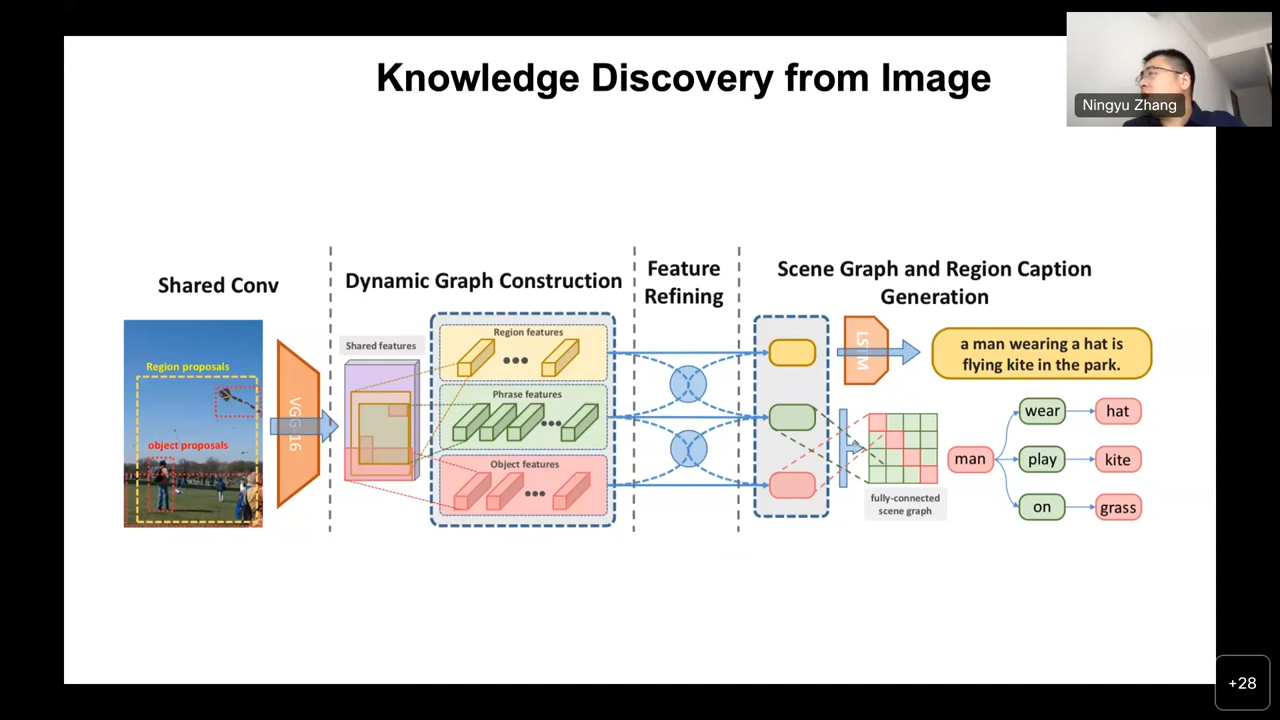 Knowledge Discovery from Image
Ningyu Zhang
Shared Conv
Region proposals
object proposals
VGG-16
Dynamic Graph Construction
Shared features
Region features
Phrase features
Object features
Feature
Refining
Scene Graph and Region Caption
Generation
LSTM
a man wearing a hat is
flying kite in the park.
fully-connected
scene graph
man
wear
hat
play
kite
on
grass
+28